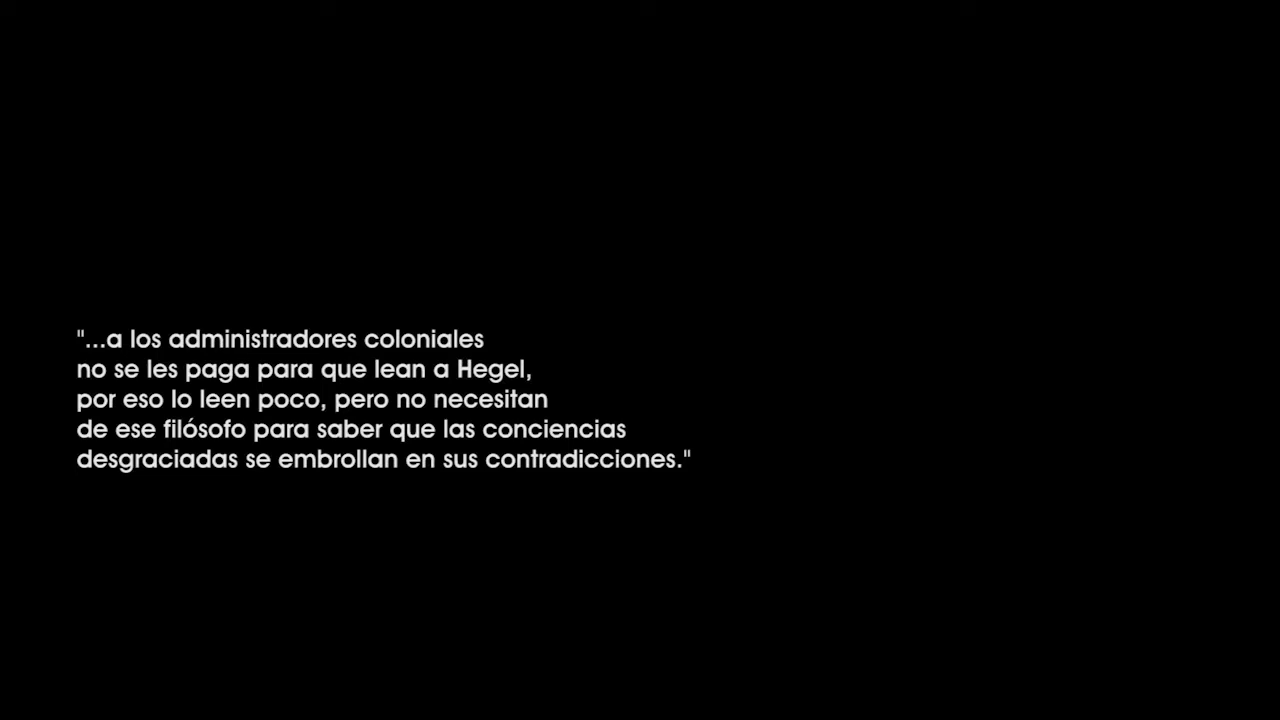 "...a los administradores coloniales
no se les paga para que lean a Hegel,
por eso lo leen poco, pero no necesitan
de ese filósofo para saber que las conciencias
desgraciadas se embrollan en sus contradicciones."